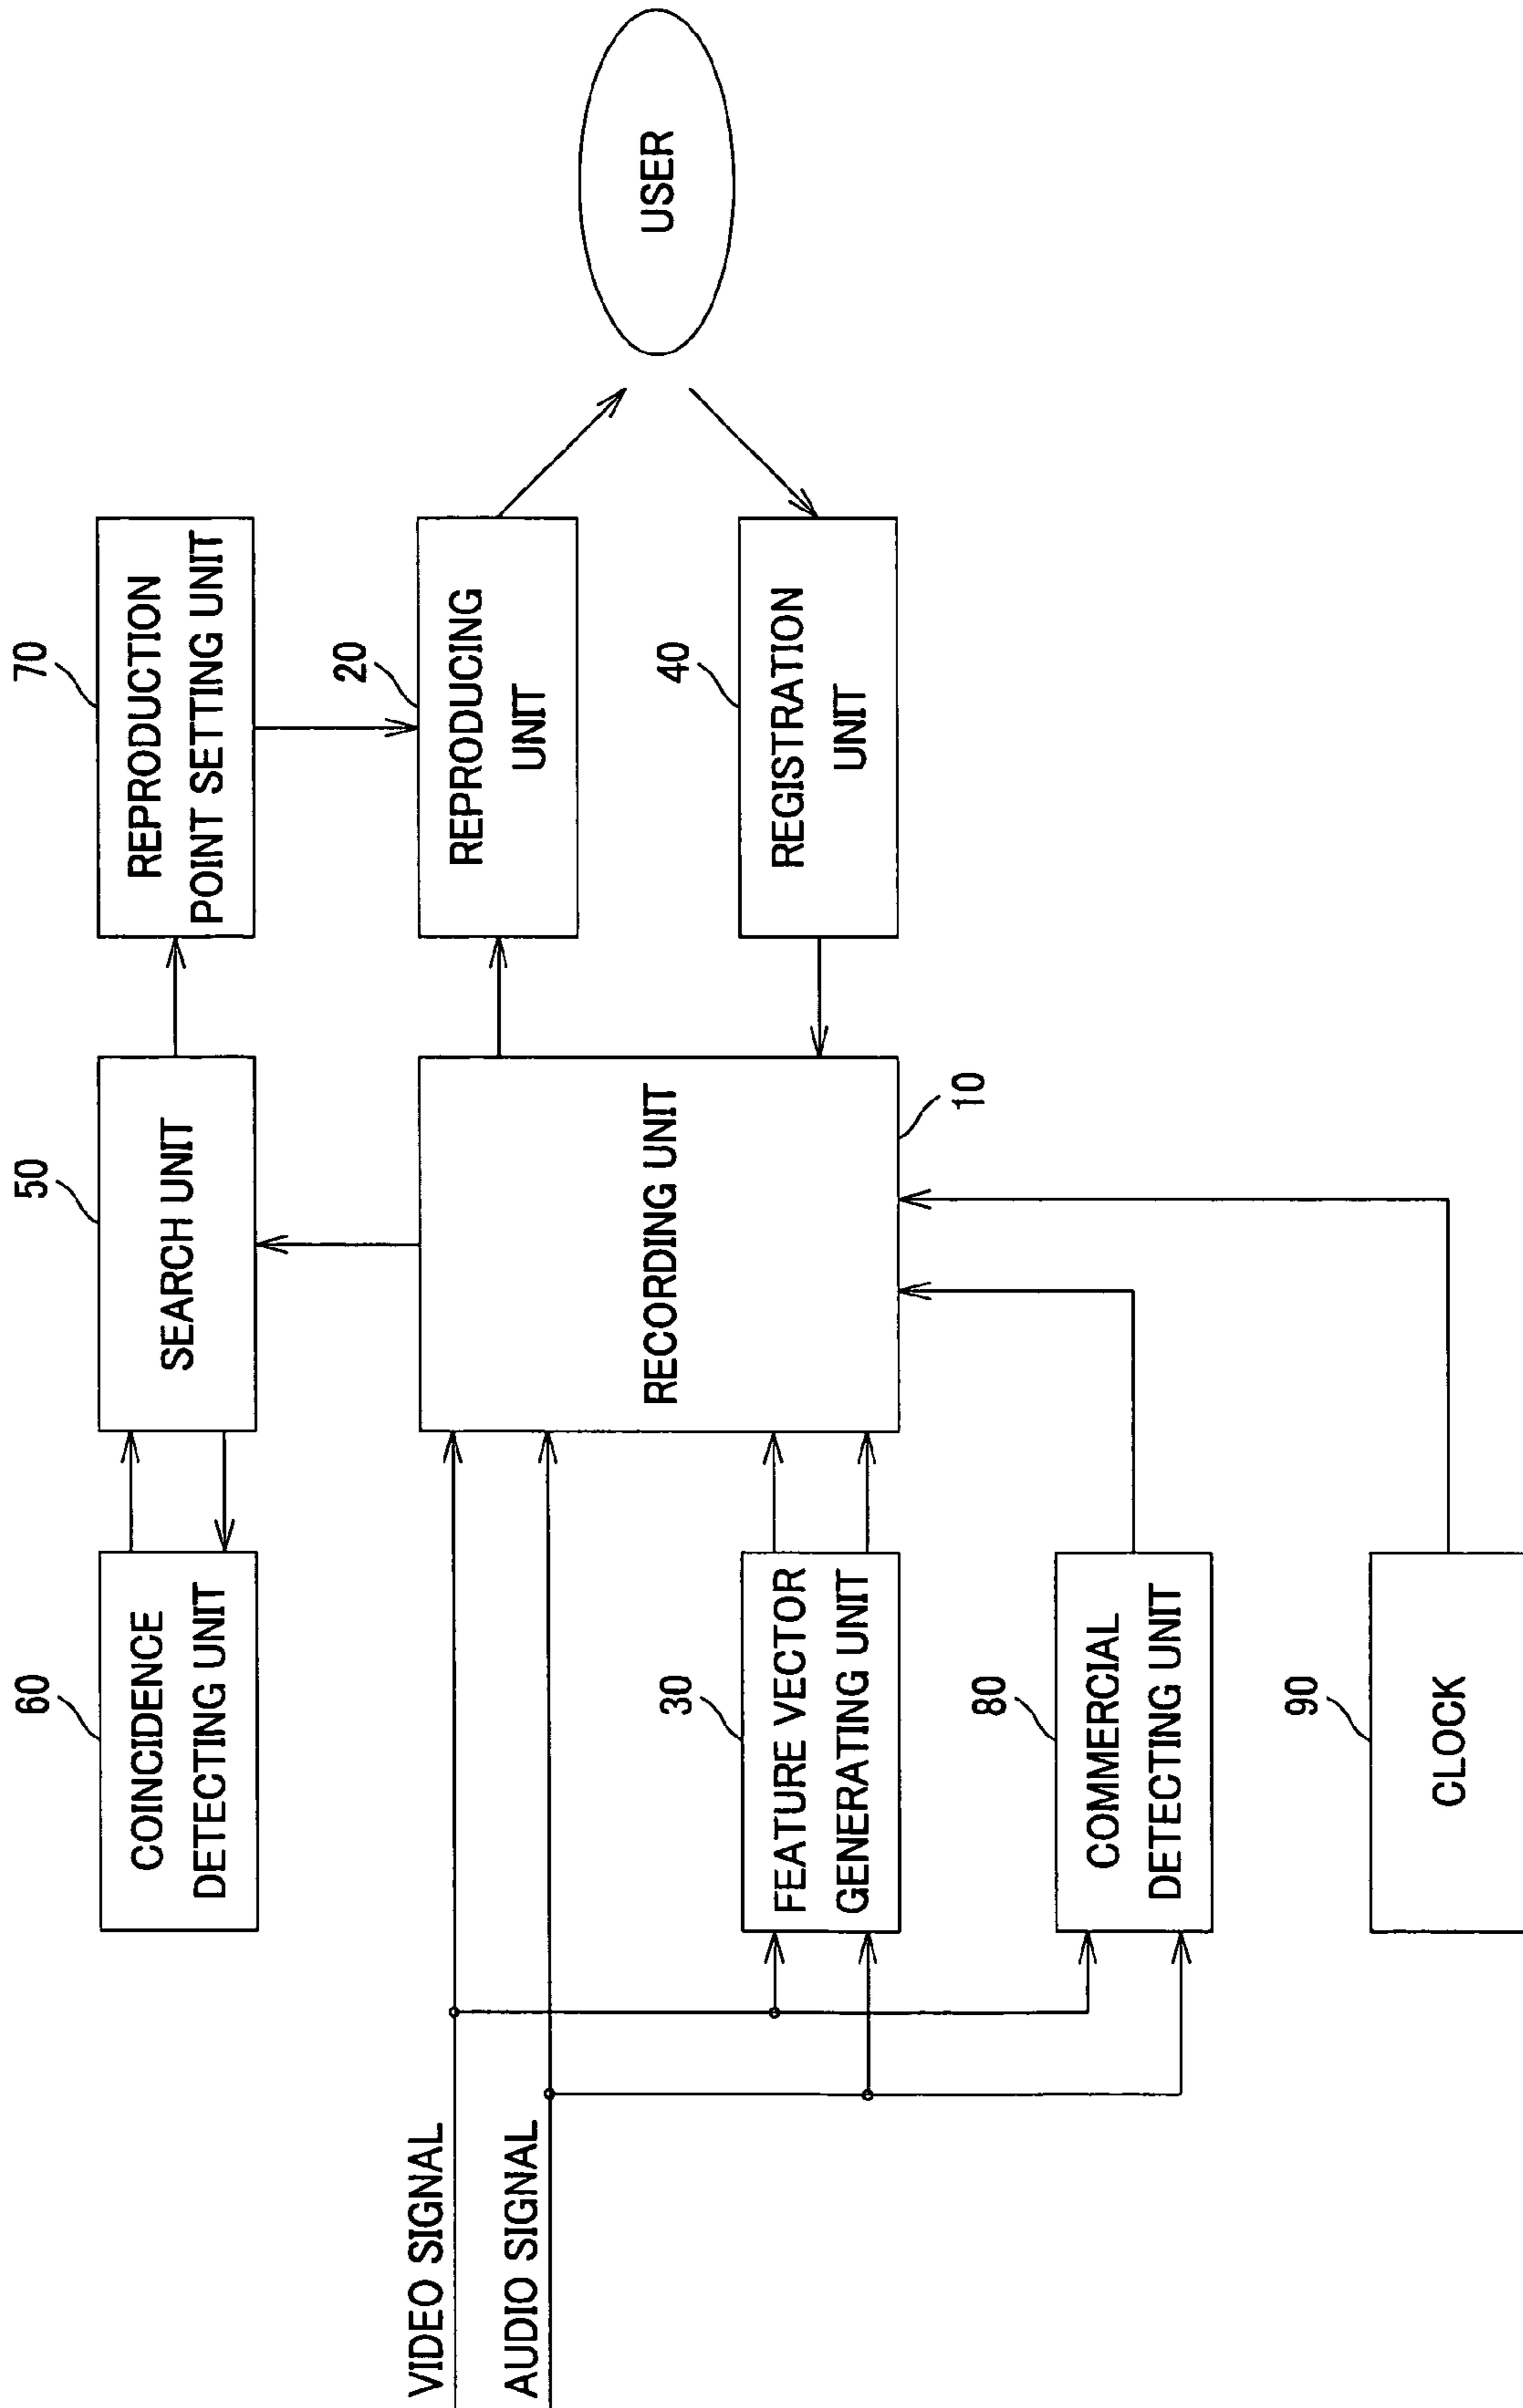 60
COINCIDENCE
DETECTING UNIT
50
SEARCH UNIT
70
REPRODUCTION
POINT SETTING UNIT
VIDEO SIGNAL
AUDIO SIGNAL
RECORDING UNIT
10
20
REPRODUCING
UNIT
USER
30
FEATURE VECTOR
GENERATING UNIT
40
REGISTRATION
UNIT
80
COMMERCIAL
DETECTING UNIT
90
CLOCK